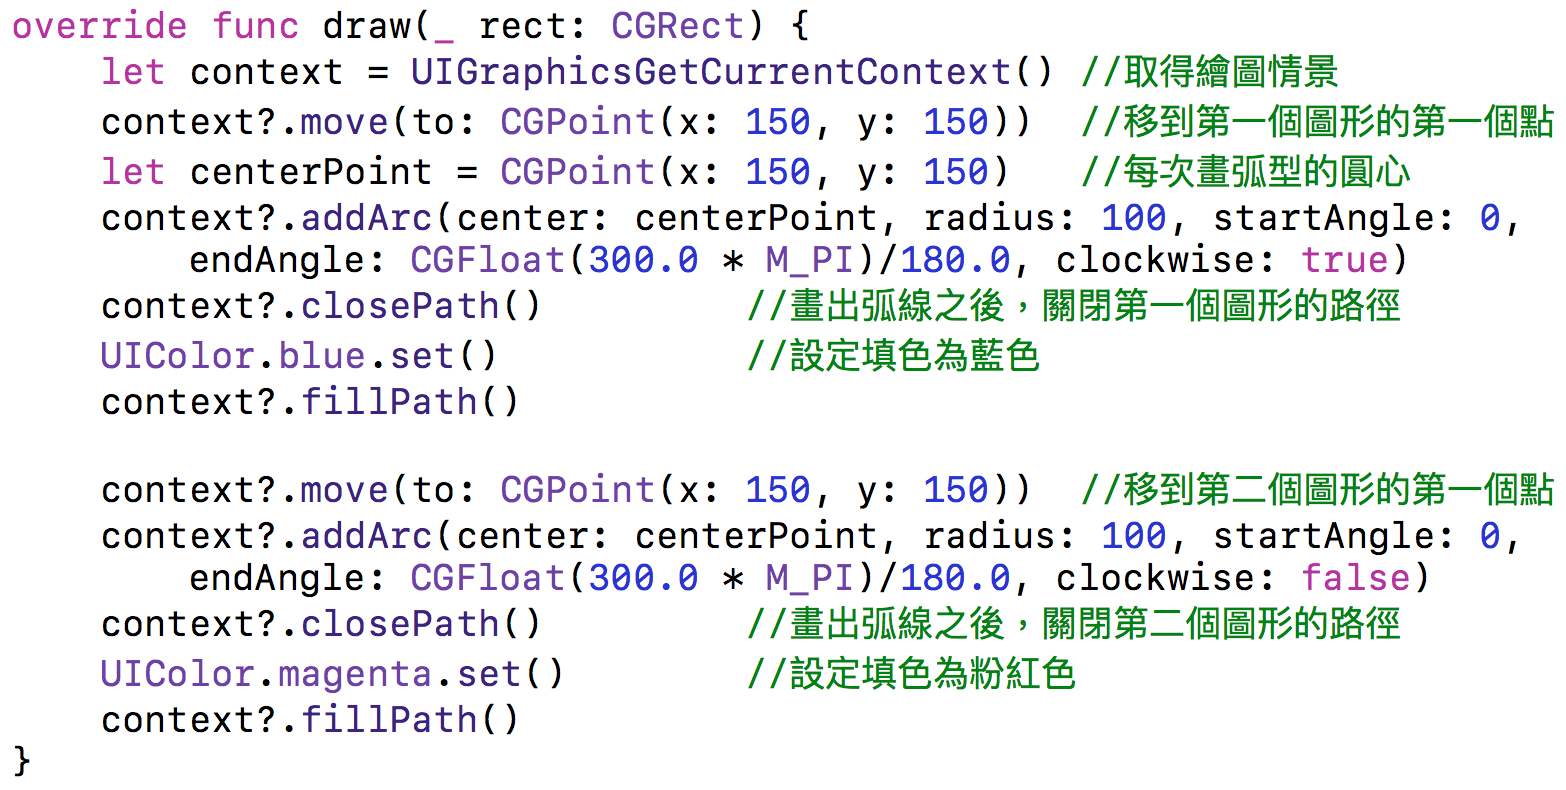 override func draw(_ rect: CGRect) {
    let context = UIGraphicsGetCurrentContext() //取得繪圖情景
    context?.move(to: CGPoint(x: 150, y: 150))  //移到第一個圖形的第一個點
    let centerPoint = CGPoint(x: 150, y: 150)   //每次畫弧型的圓心
    context?.addArc(center: centerPoint, radius: 100, startAngle: 0,
        endAngle: CGFloat(300.0 * M_PI)/180.0, clockwise: true)
    context?.closePath()         //畫出弧線之後，關閉第一個圖形的路徑
    UIColor.blue.set()           //設定填色為藍色
    context?.fillPath()

    context?.move(to: CGPoint(x: 150, y: 150))  //移到第二個圖形的第一個點
    context?.addArc(center: centerPoint, radius: 100, startAngle: 0,
        endAngle: CGFloat(300.0 * M_PI)/180.0, clockwise: false)
    context?.closePath()         //畫出弧線之後，關閉第二個圖形的路徑
    UIColor.magenta.set()        //設定填色為粉紅色
    context?.fillPath()
}